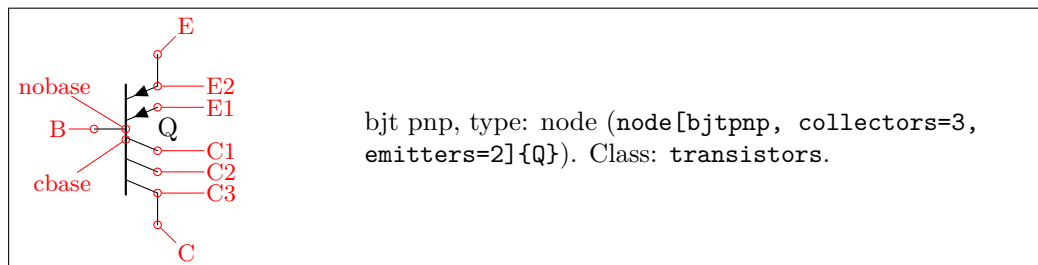 E
nobase
E2
E1
B
Q
C1
C2
cbase
C3
C
bjt pnp, type: node (node[bjtpnp, collectors=3,
emitters=2]{Q}). Class: transistors.